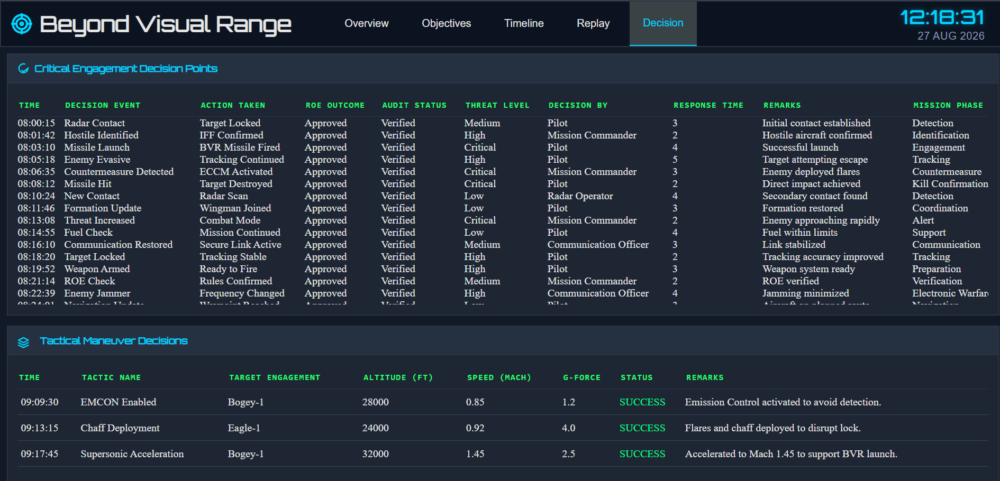 Beyond Visual Range Overview Objectives Timeline Replay Decision 12:18:31
27 AUG 2026
Critical Engagement Decision Points
TIME DECISION EVENT ACTION TAKEN ROE OUTCOME AUDIT STATUS THREAT LEVEL DECISION BY RESPONSE TIME REMARKS MISSION PHASE
08:00:15 Radar Contact Target Locked Approved Verified Medium Pilot 3 Initial contact established Detection
08:01:42 Hostile Identified IFF Confirmed Approved Verified High Mission Commander 2 Hostile aircraft confirmed Identification
08:03:10 Missile Launch BVR Missile Fired Approved Verified Critical Pilot 4 Successful launch Engagement
08:05:18 Enemy Evasive Tracking Continued Approved Verified High Pilot 5 Target attempting escape Tracking
08:06:35 Countermeasure Detected ECCM Activated Approved Verified Critical Mission Commander 3 Enemy deployed flares Countermeasure
08:08:12 Missile Hit Target Destroyed Approved Verified Critical Pilot 2 Direct impact achieved Kill Confirmation
08:10:24 New Contact Radar Scan Approved Verified Low Radar Operator 4 Secondary contact found Detection
08:11:46 Formation Update Wingman Joined Approved Verified Low Pilot 3 Formation restored Coordination
08:13:08 Threat Increased Combat Mode Approved Verified Critical Mission Commander 2 Enemy approaching rapidly Alert
08:14:55 Fuel Check Mission Continued Approved Verified Low Pilot 4 Fuel within limits Support
08:16:10 Communication Restored Secure Link Active Approved Verified Medium Communication Officer 3 Link stabilized Communication
08:18:20 Target Locked Tracking Stable Approved Verified High Pilot 2 Tracking accuracy improved Tracking
08:19:52 Weapon Armed Ready to Fire Approved Verified High Pilot 3 Weapon system ready Preparation
08:21:14 ROE Check Rules Confirmed Approved Verified Medium Mission Commander 2 ROE verified Verification
08:22:39 Enemy Jammer Frequency Changed Approved Verified High Communication Officer 4 Jamming minimized Electronic Warfar
Tactical Maneuver Decisions
TIME TACTIC NAME TARGET ENGAGEMENT ALTITUDE (FT) SPEED (MACH) G-FORCE STATUS REMARKS
09:09:30 EMCON Enabled Bogey-1 28000 0.85 1.2 SUCCESS Emission Control activated to avoid detection.
09:13:15 Chaff Deployment Eagle-1 24000 0.92 4.0 SUCCESS Flares and chaff deployed to disrupt lock.
09:17:45 Supersonic Acceleration Bogey-1 32000 1.45 2.5 SUCCESS Accelerated to Mach 1.45 to support BVR launch.